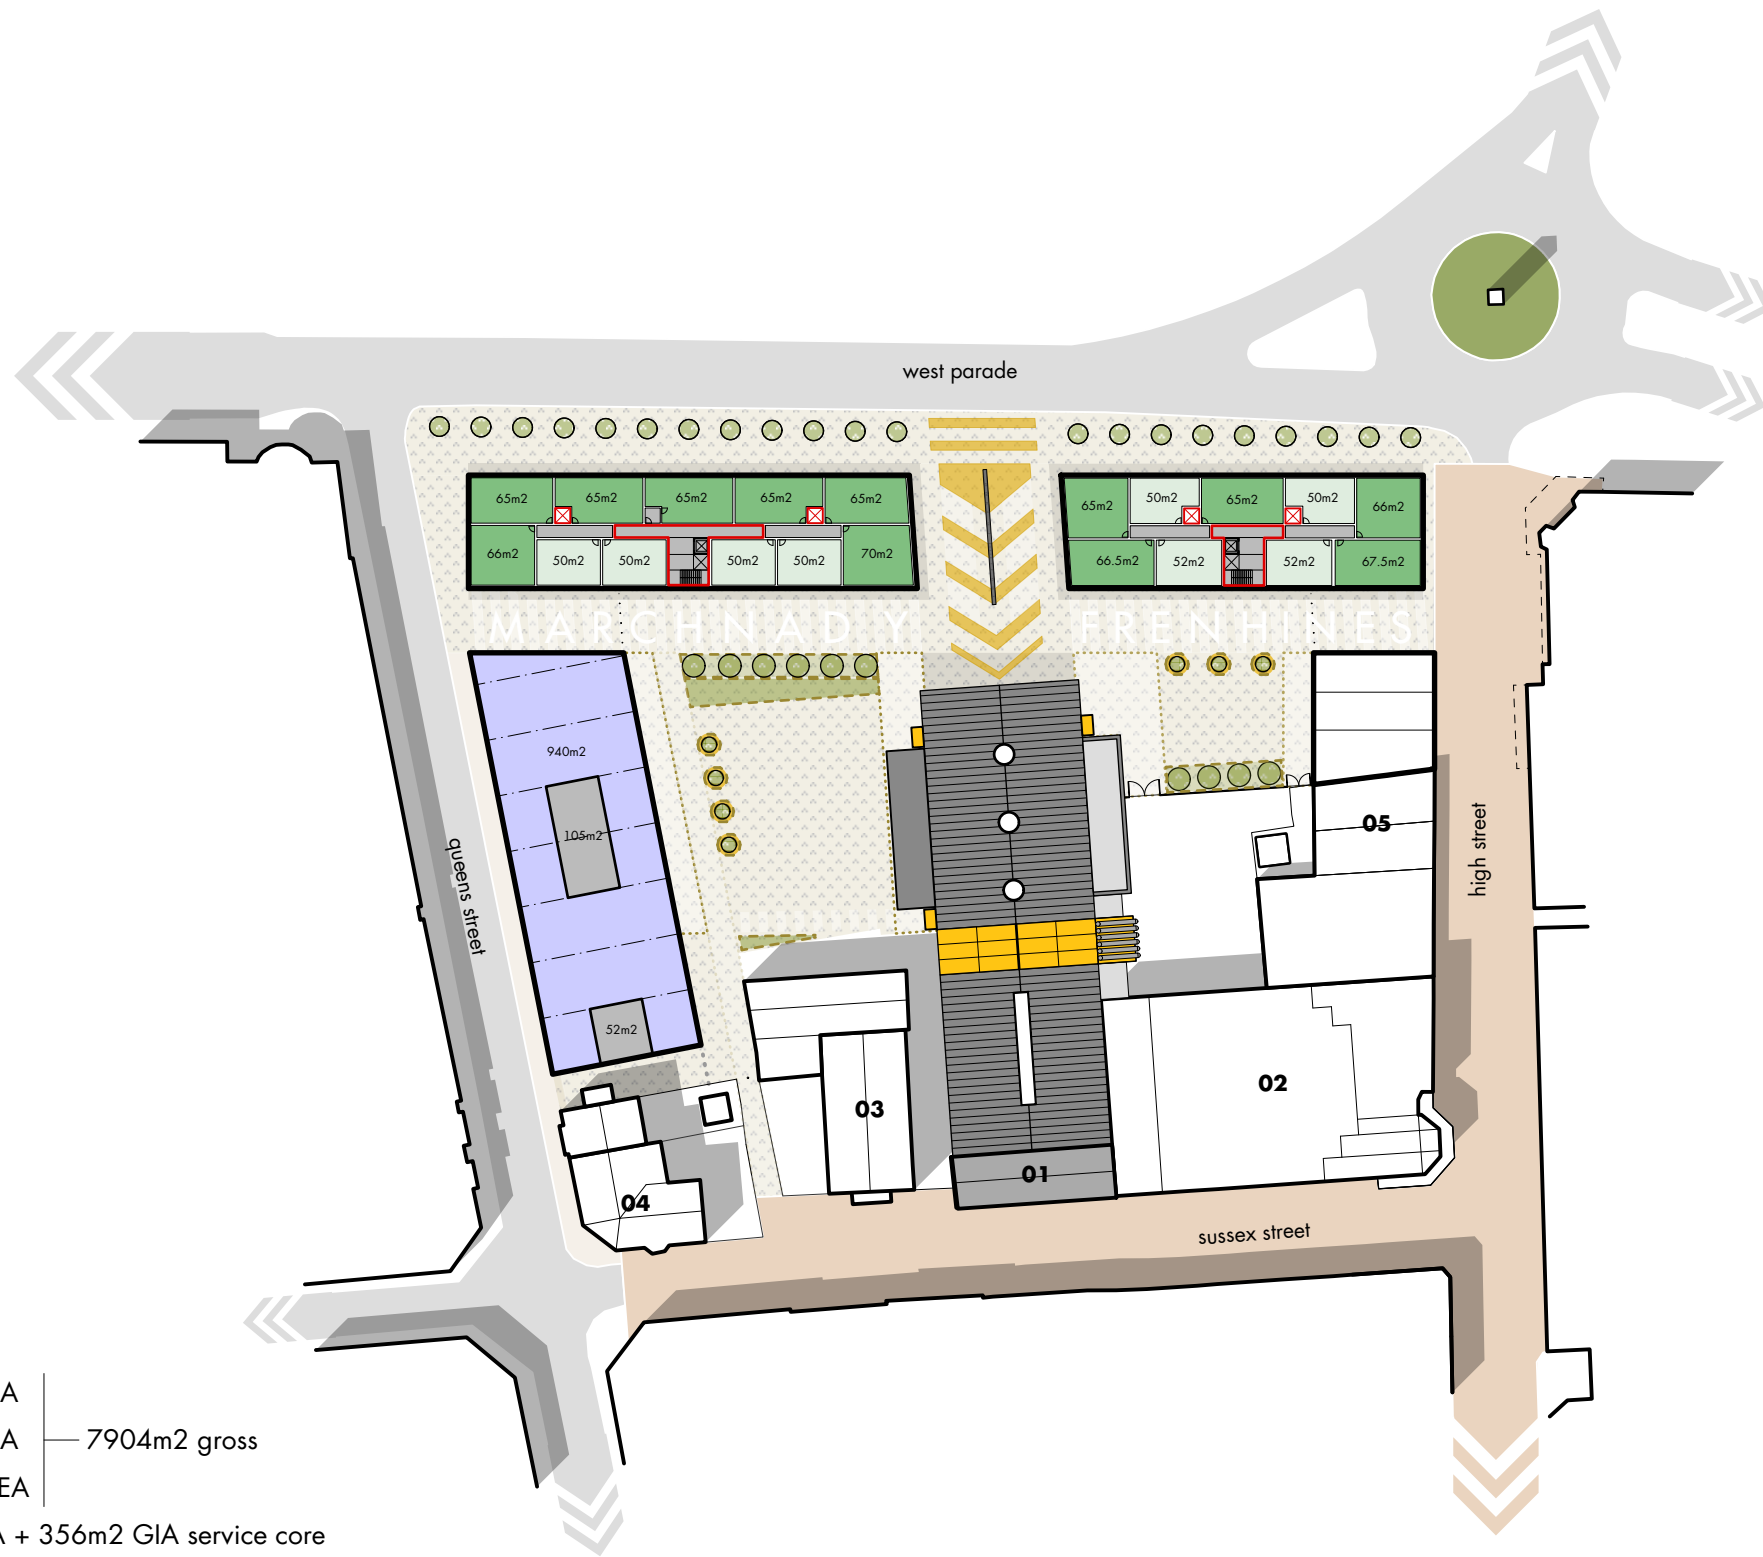 west parade
65m2 65m2 65m2 65m2 65m2
66m2 50m2 50m2 50m2 50m2 70m2
65m2 50m2 65m2 50m2 66m2
66.5m2 52m2 52m2 67.5m2
MARCHNAD Y FRENHINES
940m2
105m2
52m2
queens street
high street
05
02
03
01
04
sussex street
A
A
7904m2 gross
EA
+ 356m2 GIA service core